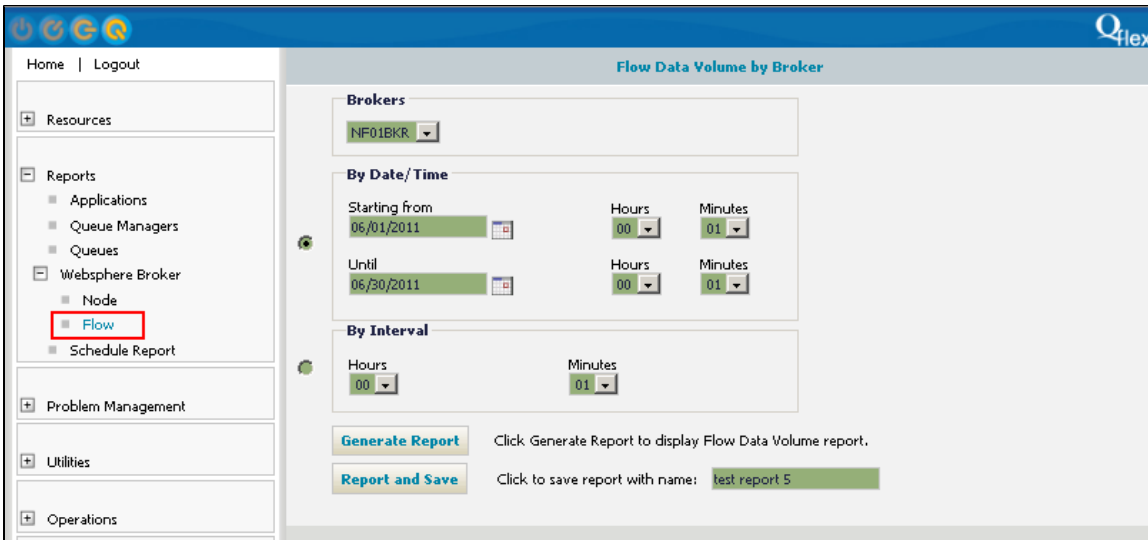 Qflex
Home | Logout
Flow Data Volume by Broker
Resources
Reports
Applications
Queue Managers
Queues
Websphere Broker
Node
Flow
Schedule Report
Problem Management
Utilities
Operations
Brokers
NF01BKR
By Date/Time
Starting from Hours Minutes
06/01/2011 00 01
Until Hours Minutes
06/30/2011 00 01
By Interval
Hours Minutes
00 01
Generate Report Click Generate Report to display Flow Data Volume report.
Report and Save Click to save report with name: test report 5